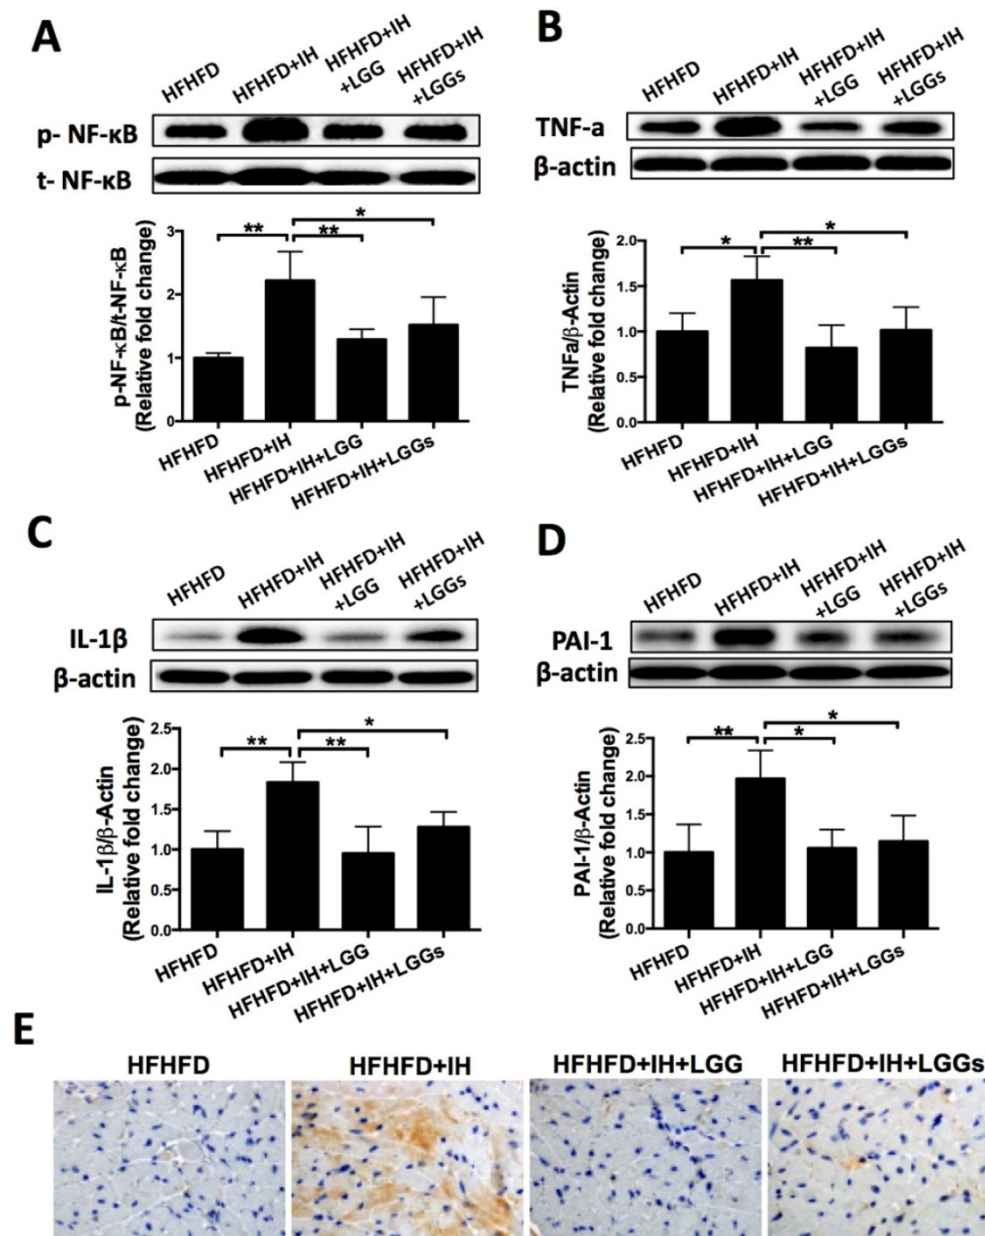 A
HFHFD
HFHFD+IH
HFHFD+IH
+LGG
HFHFD+IH
+LGGs
p- NF-κB
t- NF-κB
p-NF-κB/t-NF-κB
(Relative fold change)
3
2
1
0
**
**
*
HFHFD
HFHFD+IH
HFHFD+IH+LGG
HFHFD+IH+LGGs
B
HFHFD
HFHFD+IH
HFHFD+IH
+LGG
HFHFD+IH
+LGGs
TNF-a
β-actin
TNFa/β-Actin
(Relative fold change)
2.0
1.5
1.0
0.5
0.0
*
**
*
HFHFD
HFHFD+IH
HFHFD+IH+LGG
HFHFD+IH+LGGs
C
HFHFD
HFHFD+IH
HFHFD+IH
+LGG
HFHFD+IH
+LGGs
IL-1β
β-actin
IL-1β/β-Actin
(Relative fold change)
2.5
2.0
1.5
1.0
0.5
0.0
**
**
*
HFHFD
HFHFD+IH
HFHFD+IH+LGG
HFHFD+IH+LGGs
D
HFHFD
HFHFD+IH
HFHFD+IH
+LGG
HFHFD+IH
+LGGs
PAI-1
β-actin
PAI-1/β-Actin
(Relative fold change)
2.5
2.0
1.5
1.0
0.5
0.0
**
*
*
HFHFD
HFHFD+IH
HFHFD+IH+LGG
HFHFD+IH+LGGs
E
HFHFD
HFHFD+IH
HFHFD+IH+LGG
HFHFD+IH+LGGs